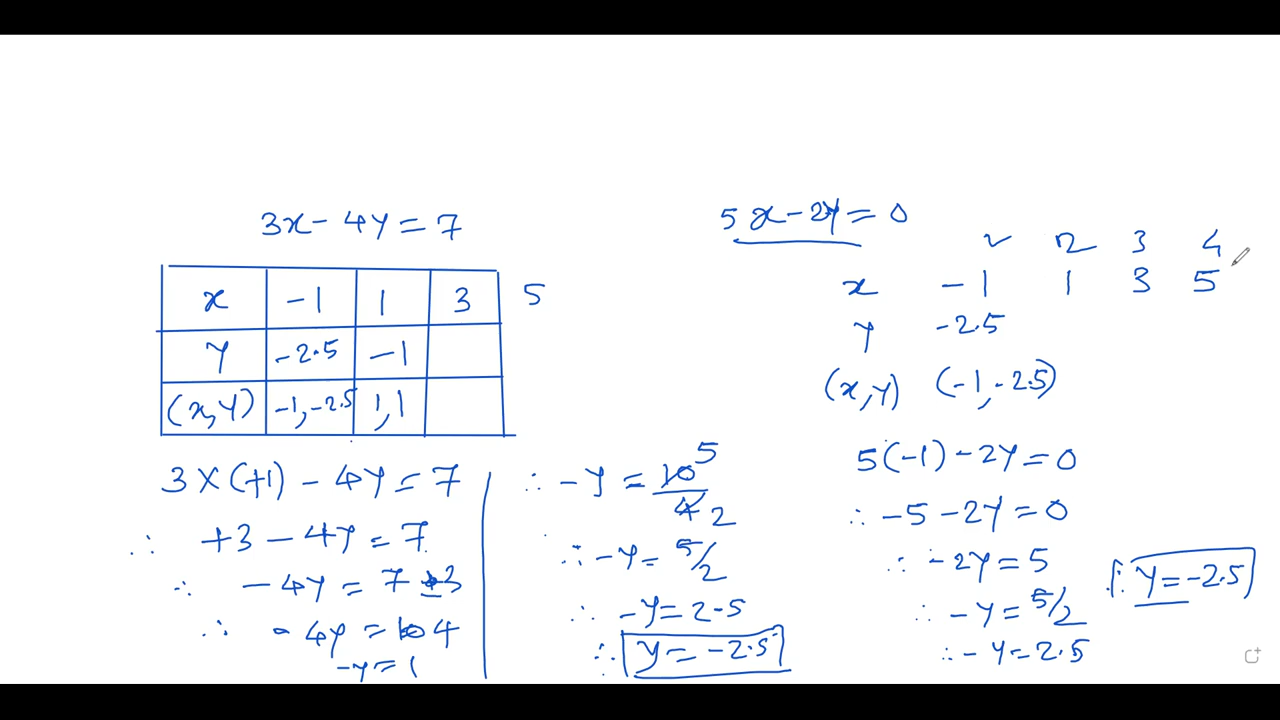 3x - 4y = 7
x -1 1 3 5
y -2.5 -1
(x,y) -1,-2.5 1,1
3 × (+1) - 4y = 7
∴ +3 - 4y = 7
∴ -4y = 7 - 3
∴ -4y = 4
-y = 1
∴ -y = 10/4 5/2
∴ -y = 5/2
∴ -y = 2.5
∴ y = -2.5
5x - 2y = 0
2 3 4
x -1 1 3 5
y -2.5
(x,y) (-1,-2.5)
5(-1) - 2y = 0
∴ -5 - 2y = 0
∴ -2y = 5
∴ -y = 5/2
∴ -y = 2.5
∴ y = -2.5